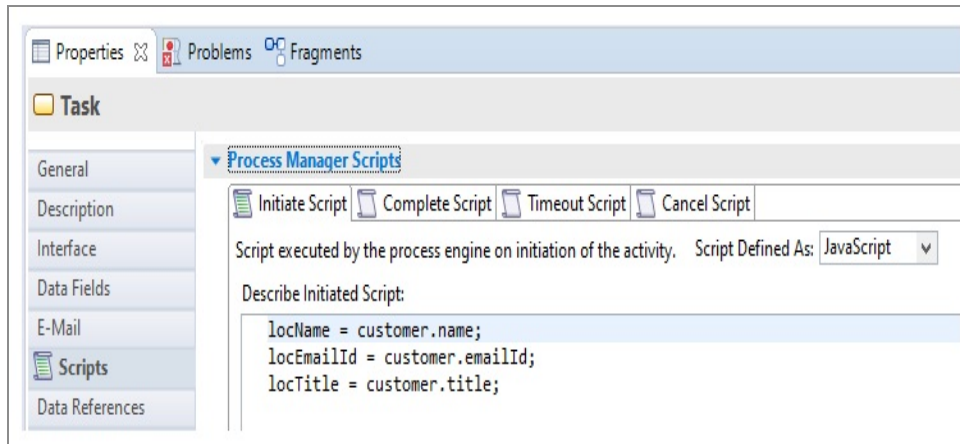 Properties Problems Fragments
Task
General
Description
Interface
Data Fields
E-Mail
Scripts
Data References
Process Manager Scripts
Initiate Script Complete Script Timeout Script Cancel Script
Script executed by the process engine on initiation of the activity. Script Defined As: JavaScript
Describe Initiated Script:
locName = customer.name;
locEmailId = customer.emailId;
locTitle = customer.title;